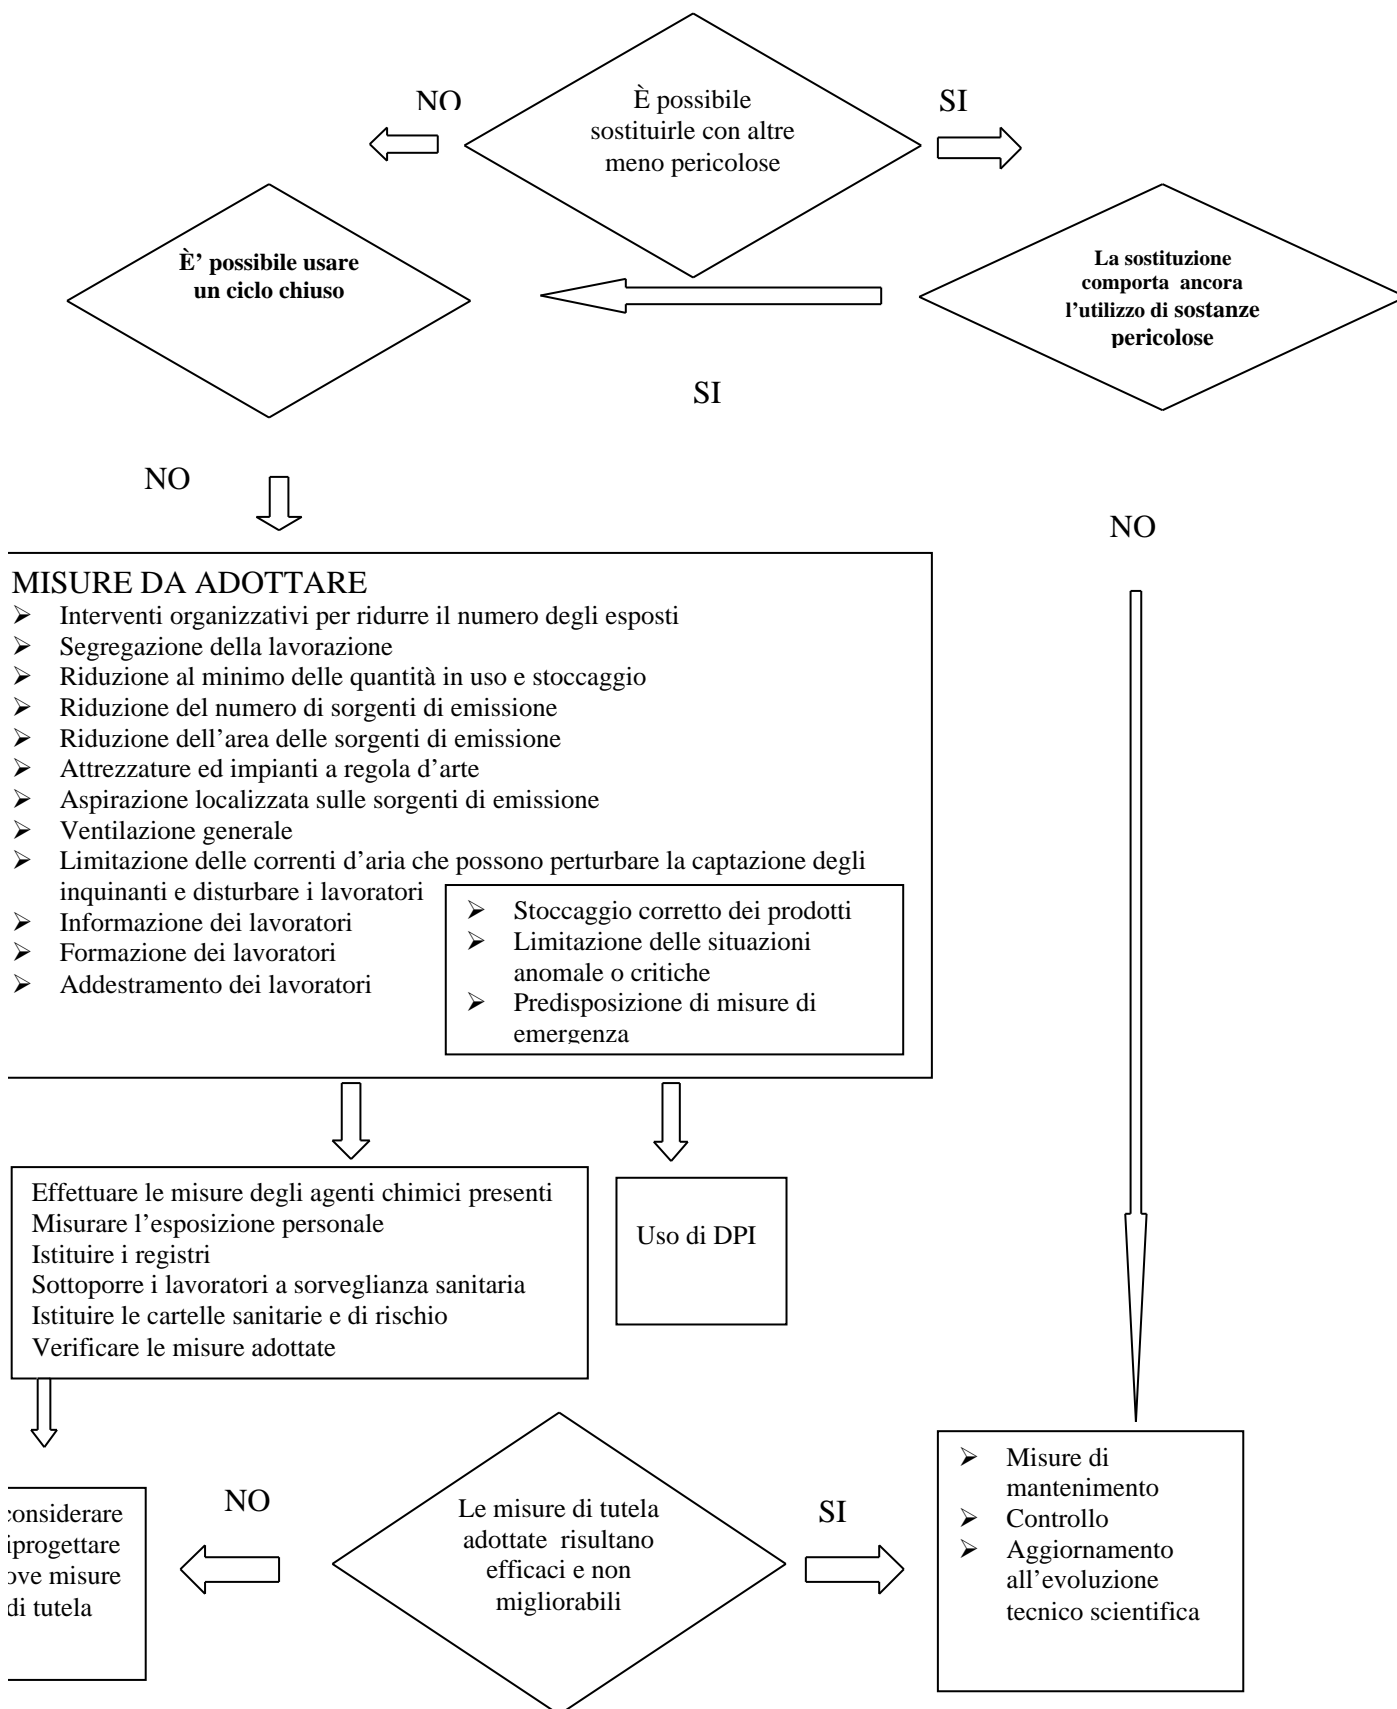 NO
È possibile
sostituirle con altre
meno pericolose
SI
È’ possibile usare
un ciclo chiuso
La sostituzione
comporta ancora
l’utilizzo di sostanze
pericolose
SI
NO
NO
MISURE DA ADOTTARE
➢ Interventi organizzativi per ridurre il numero degli esposti
➢ Segregazione della lavorazione
➢ Riduzione al minimo delle quantità in uso e stoccaggio
➢ Riduzione del numero di sorgenti di emissione
➢ Riduzione dell’area delle sorgenti di emissione
➢ Attrezzature ed impianti a regola d’arte
➢ Aspirazione localizzata sulle sorgenti di emissione
➢ Ventilazione generale
➢ Limitazione delle correnti d’aria che possono perturbare la captazione degli
inquinanti e disturbare i lavoratori
➢ Informazione dei lavoratori
➢ Formazione dei lavoratori
➢ Addestramento dei lavoratori
➢ Stoccaggio corretto dei prodotti
➢ Limitazione delle situazioni
anomale o critiche
➢ Predisposizione di misure di
emergenza
Effettuare le misure degli agenti chimici presenti
Misurare l’esposizione personale
Istituire i registri
Sottoporre i lavoratori a sorveglianza sanitaria
Istituire le cartelle sanitarie e di rischio
Verificare le misure adottate
Uso di DPI
considerare
iprogettare
ove misure
di tutela
NO
Le misure di tutela
adottate risultano
efficaci e non
migliorabili
SI
➢ Misure di
mantenimento
➢ Controllo
➢ Aggiornamento
all’evoluzione
tecnico scientifica